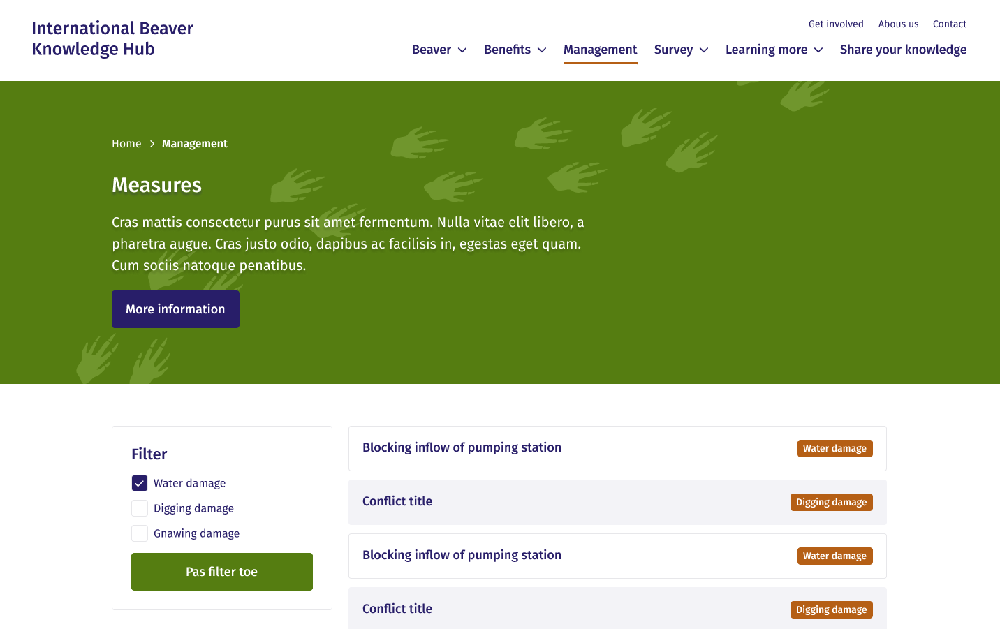 International Beaver
Knowledge Hub
Get involved Abous us Contact
Beaver Benefits Management Survey Learning more Share your knowledge
Home Management
Measures
Cras mattis consectetur purus sit amet fermentum. Nulla vitae elit libero, a
pharetra augue. Cras justo odio, dapibus ac facilisis in, egestas eget quam.
Cum sociis natoque penatibus.
More information
Filter
Water damage
Digging damage
Gnawing damage
Pas filter toe
Blocking inflow of pumping station Water damage
Conflict title Digging damage
Blocking inflow of pumping station Water damage
Conflict title Digging damage